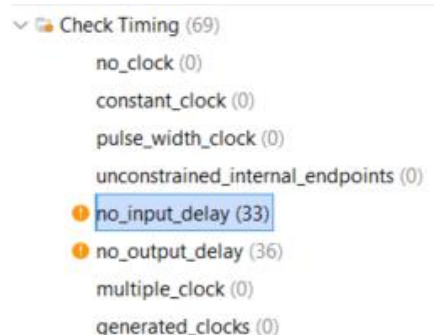 Check Timing (69)
no_clock (0)
constant_clock (0)
pulse_width_clock (0)
unconstrained_internal_endpoints (0)
no_input_delay (33)
no_output_delay (36)
multiple_clock (0)
generated_clocks (0)